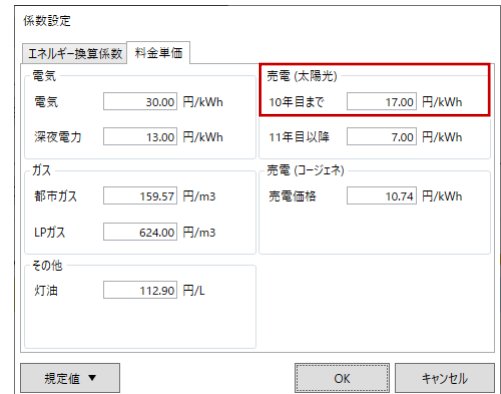 係数設定
エネルギー換算係数 料金単価
電気
電気 30.00 円/kWh
深夜電力 13.00 円/kWh
売電 (太陽光)
10年目まで 17.00 円/kWh
11年目以降 7.00 円/kWh
ガス
都市ガス 159.57 円/m3
LPガス 624.00 円/m3
売電 (コージェネ)
売電価格 10.74 円/kWh
その他
灯油 112.90 円/L
規定値 ▼
OK
キャンセル